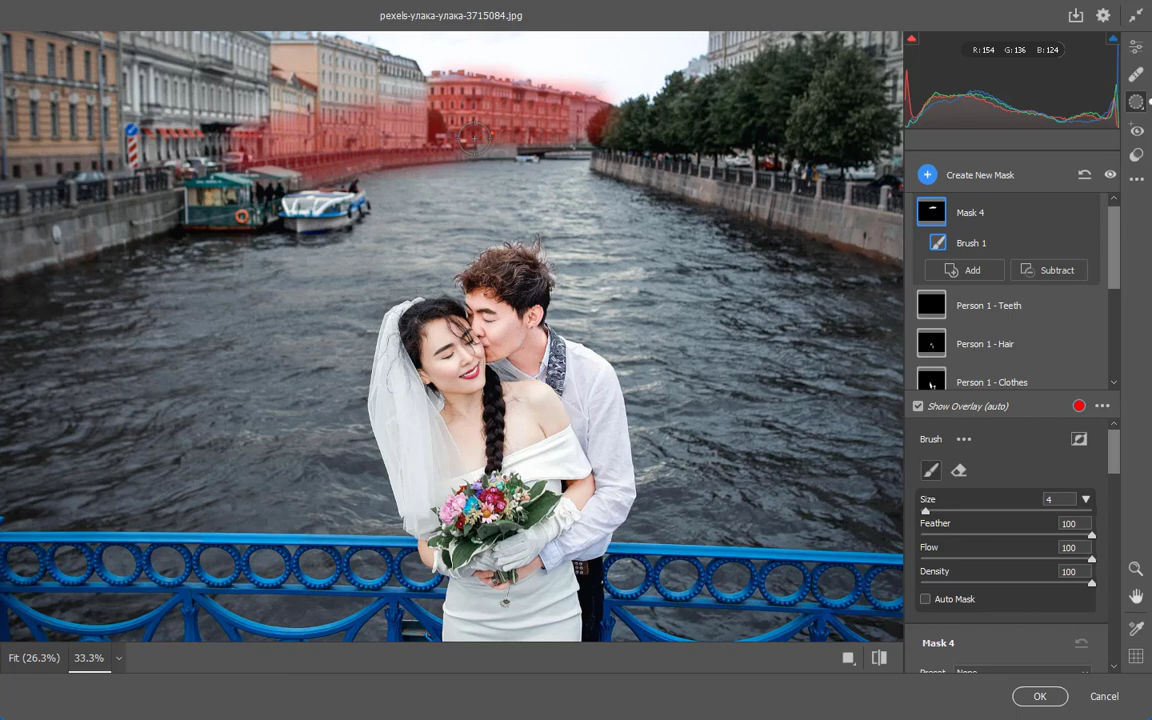 pexels-улака-улака-3715084.jpg
R: 154 G: 136 B: 124
Create New Mask
Mask 4
Brush 1
Add Subtract
Person 1 - Teeth
Person 1 - Hair
Person 1 - Clothes
Show Overlay (auto)
Brush
Size 4
Feather 100
Flow 100
Density 100
Auto Mask
Mask 4
Preset: None
Fit (26.3%) 33.3%
OK Cancel